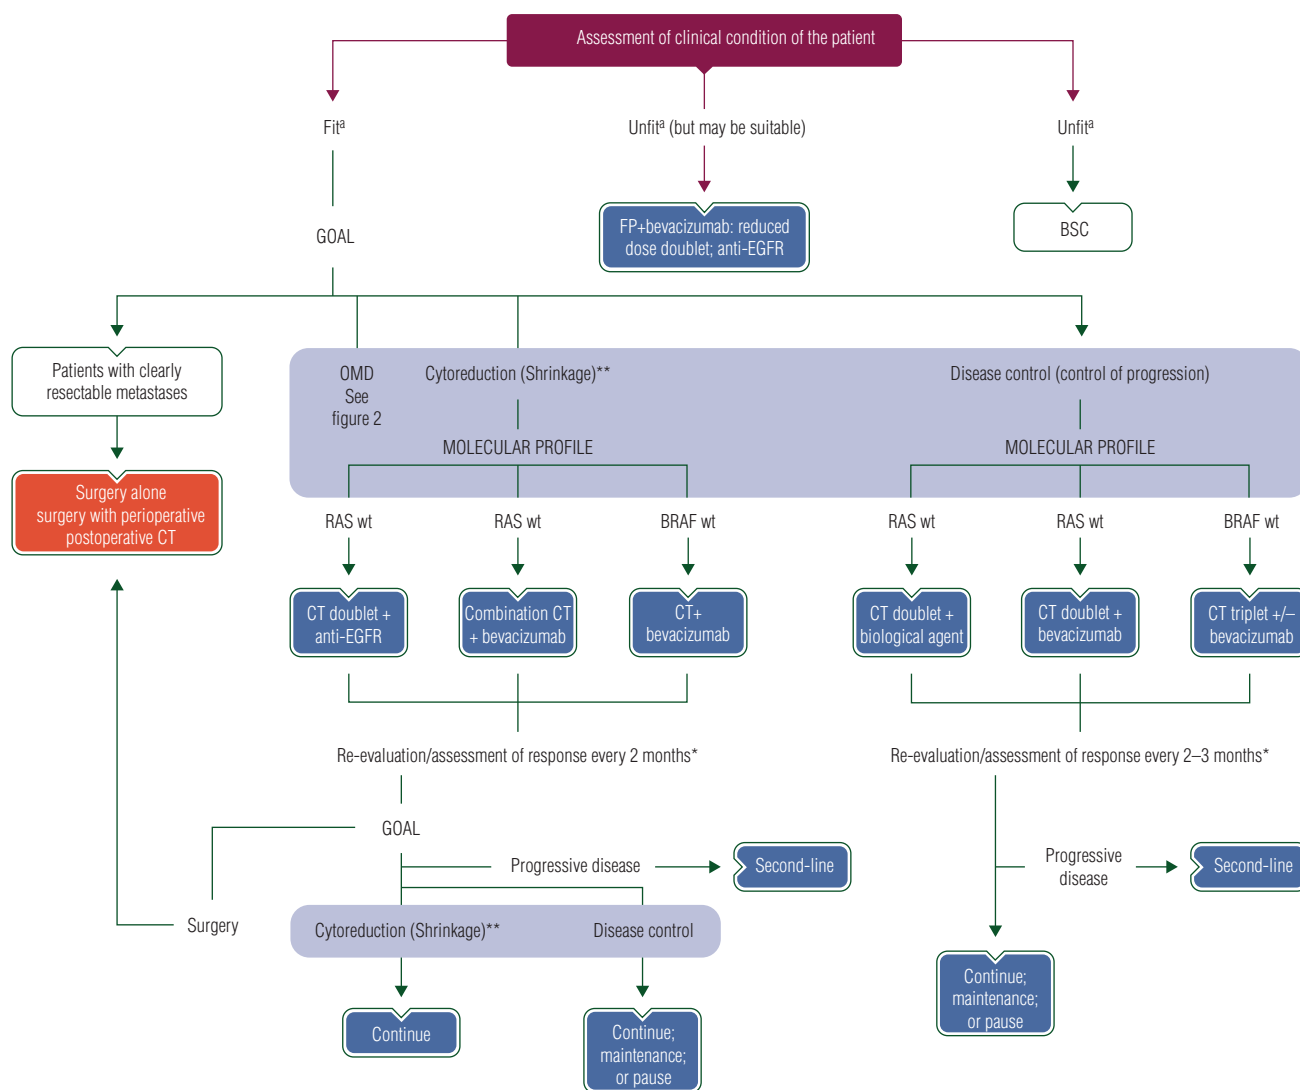 Assessment of clinical condition of the patient
Fitª
Unfitª (but may be suitable)
Unfitª
GOAL
FP+bevacizumab: reduced
dose doublet; anti-EGFR
BSC
Patients with clearly
resectable metastases
Surgery alone
surgery with perioperative
postoperative CT
OMD
See
figure 2
Cytoreduction (Shrinkage)**
Disease control (control of progression)
MOLECULAR PROFILE
MOLECULAR PROFILE
RAS wt
RAS wt
BRAF wt
RAS wt
RAS wt
BRAF wt
CT doublet +
anti-EGFR
Combination CT
+ bevacizumab
CT+
bevacizumab
CT doublet +
biological agent
CT doublet +
bevacizumab
CT triplet +/–
bevacizumab
Re-evaluation/assessment of response every 2 months*
Re-evaluation/assessment of response every 2–3 months*
GOAL
Progressive disease
Second-line
Progressive
disease
Second-line
Surgery
Cytoreduction (Shrinkage)**
Disease control
Continue
Continue;
maintenance;
or pause
Continue;
maintenance;
or pause